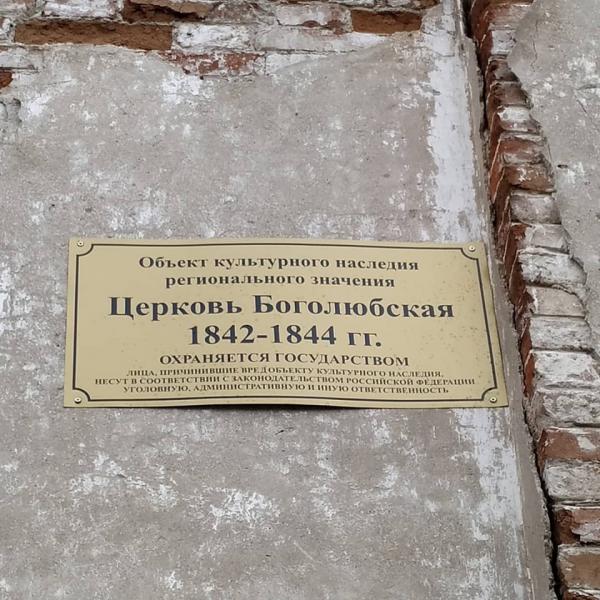 Объект культурного наследия
регионального значения
Церковь Боголюбская
1842-1844 гг.
ОХРАНЯЕТСЯ ГОСУДАРСТВОМ
ЛИЦА, ПРИЧИНИВШИЕ ВРЕД ОБЪЕКТУ КУЛЬТУРНОГО НАСЛЕДИЯ,
НЕСУТ В СООТВЕТСТВИИ С ЗАКОНОДАТЕЛЬСТВОМ РОССИЙСКОЙ ФЕДЕРАЦИИ
УГОЛОВНУЮ, АДМИНИСТРАТИВНУЮ И ИНУЮ ОТВЕТСТВЕННОСТЬ